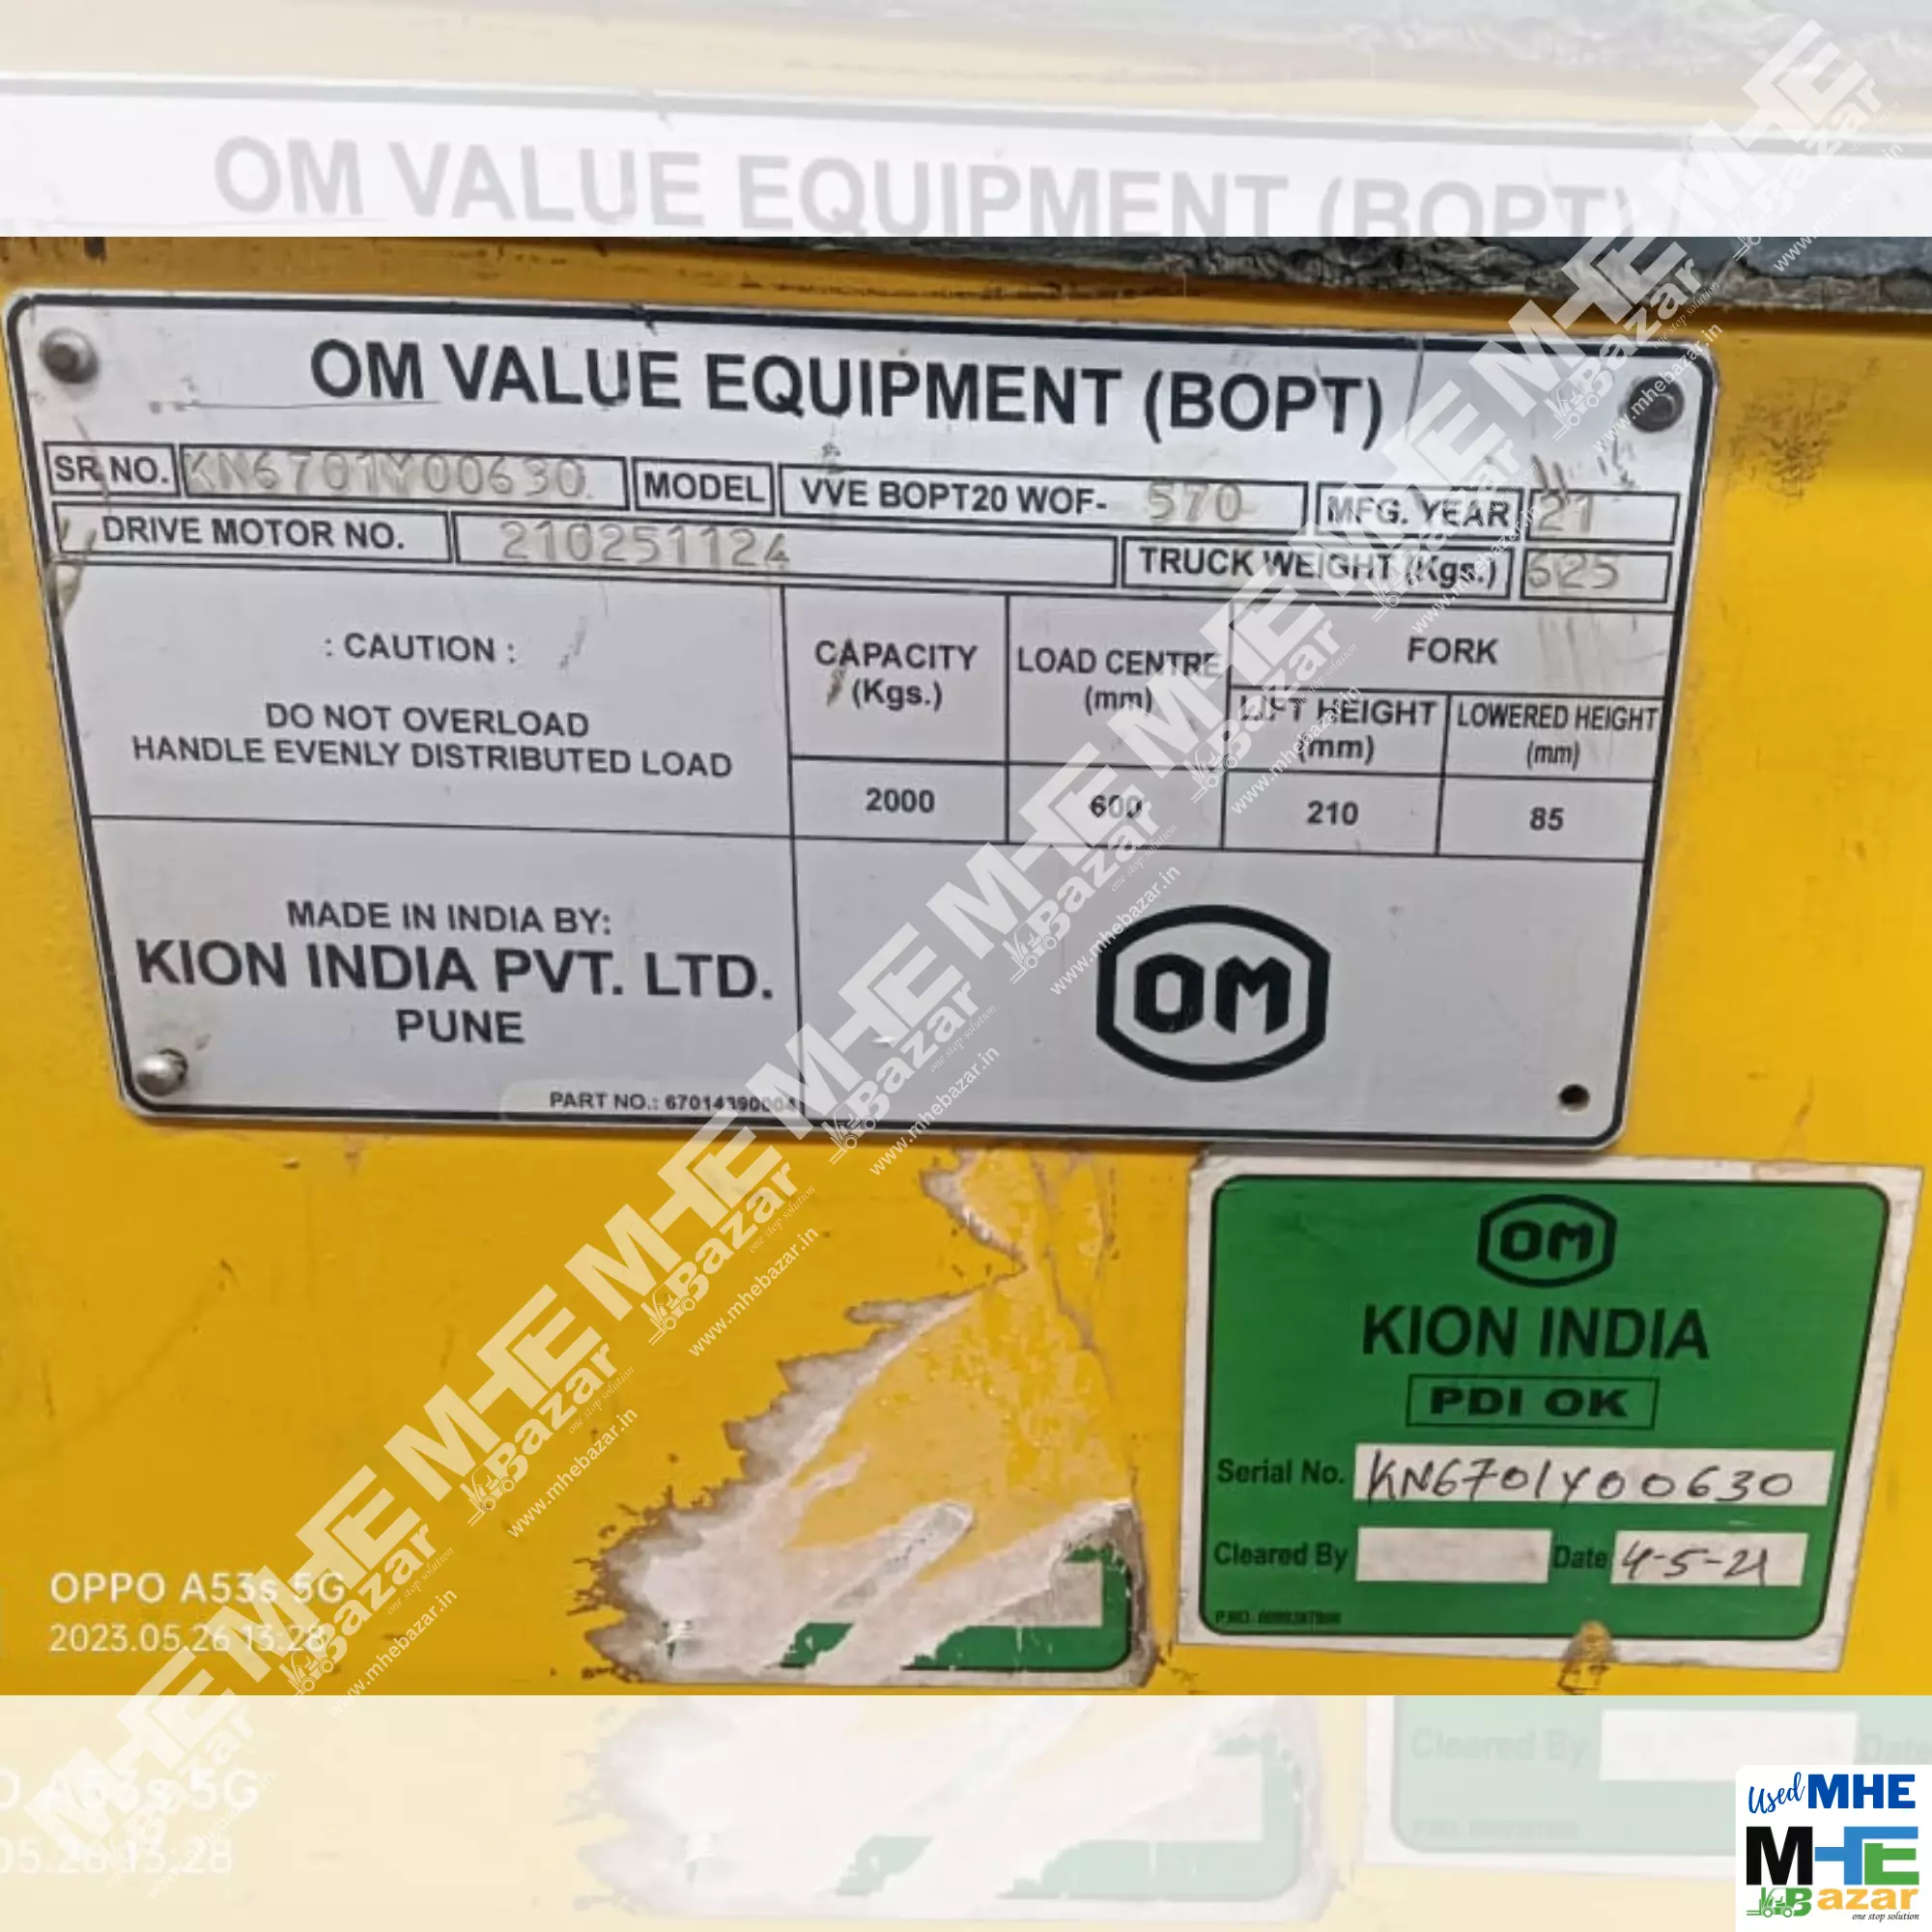 OM VALUE EQUIPMENT (BOPT)
OM VALUE EQUIPMENT (BOPT)
SR NO. KN6701Y00630 MODEL VVE BOPT20 WOF- 570 MFG. YEAR 21
DRIVE MOTOR NO. 210251124 TRUCK WEIGHT (Kgs.) 625
: CAUTION :
DO NOT OVERLOAD
HANDLE EVENLY DISTRIBUTED LOAD
CAPACITY
(Kgs.)
LOAD CENTRE
(mm)
FORK
LIFT HEIGHT
(mm)
LOWERED HEIGHT
(mm)
2000 600 210 85
MADE IN INDIA BY:
KION INDIA PVT. LTD.
PUNE
OM
PART NO.: 67014390004
OM
KION INDIA
PDI OK
Serial No. KN6701Y00630
Cleared By Date 4-5-21
OPPO A53s 5G
2023.05.26 13:28
Cleared By Date
A53s 5G
05.26 13:28
MHE
Bazar
one stop solution
www.mhebazar.in
Used MHE
MHE
Bazar
one stop solution